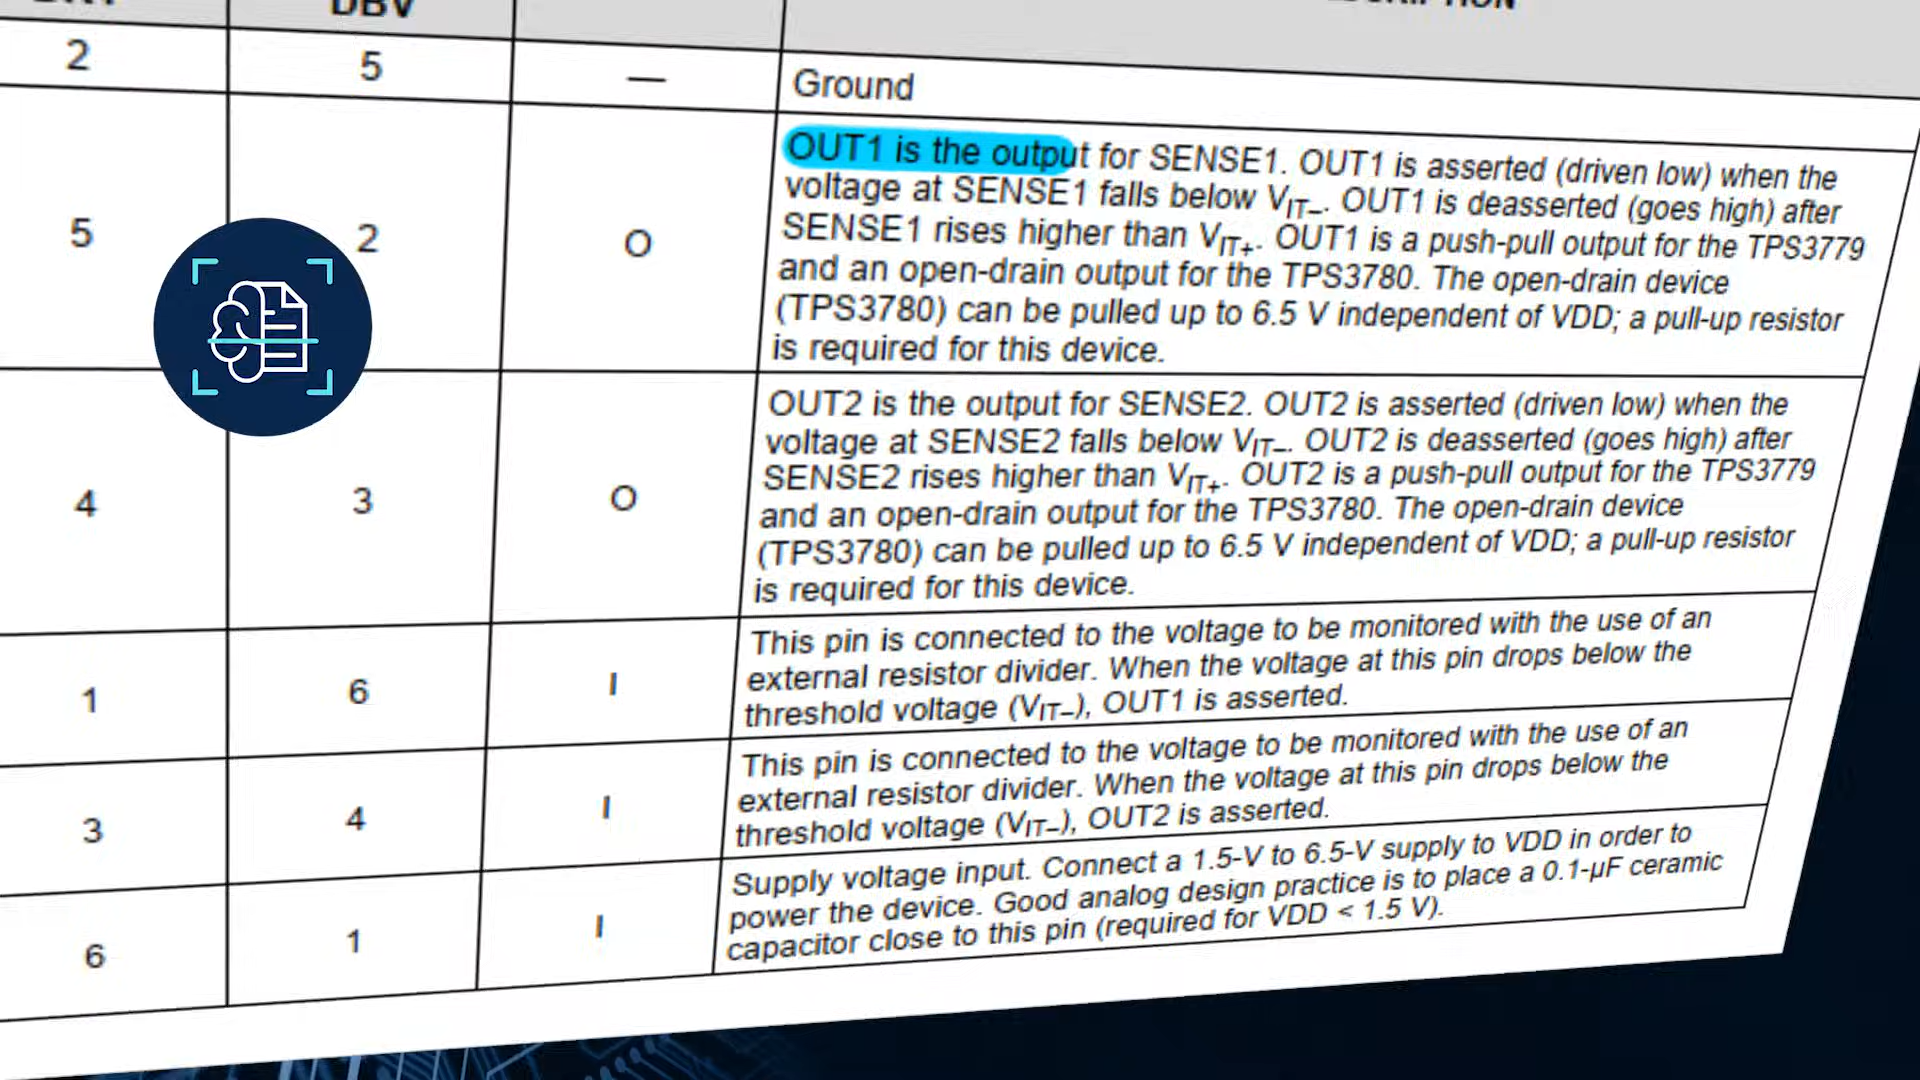 DBV
2 5 — Ground
OUT1 is the output for SENSE1. OUT1 is asserted (driven low) when the
voltage at SENSE1 falls below VIT–. OUT1 is deasserted (goes high) after
5 2 O SENSE1 rises higher than VIT+. OUT1 is a push-pull output for the TPS3779
and an open-drain output for the TPS3780. The open-drain device
(TPS3780) can be pulled up to 6.5 V independent of VDD; a pull-up resistor
is required for this device.
OUT2 is the output for SENSE2. OUT2 is asserted (driven low) when the
voltage at SENSE2 falls below VIT–. OUT2 is deasserted (goes high) after
4 3 O SENSE2 rises higher than VIT+. OUT2 is a push-pull output for the TPS3779
and an open-drain output for the TPS3780. The open-drain device
(TPS3780) can be pulled up to 6.5 V independent of VDD; a pull-up resistor
is required for this device.
This pin is connected to the voltage to be monitored with the use of an
1 6 I external resistor divider. When the voltage at this pin drops below the
threshold voltage (VIT–), OUT1 is asserted.
This pin is connected to the voltage to be monitored with the use of an
3 4 I external resistor divider. When the voltage at this pin drops below the
threshold voltage (VIT–), OUT2 is asserted.
Supply voltage input. Connect a 1.5-V to 6.5-V supply to VDD in order to
6 1 I power the device. Good analog design practice is to place a 0.1-µF ceramic
capacitor close to this pin (required for VDD < 1.5 V).